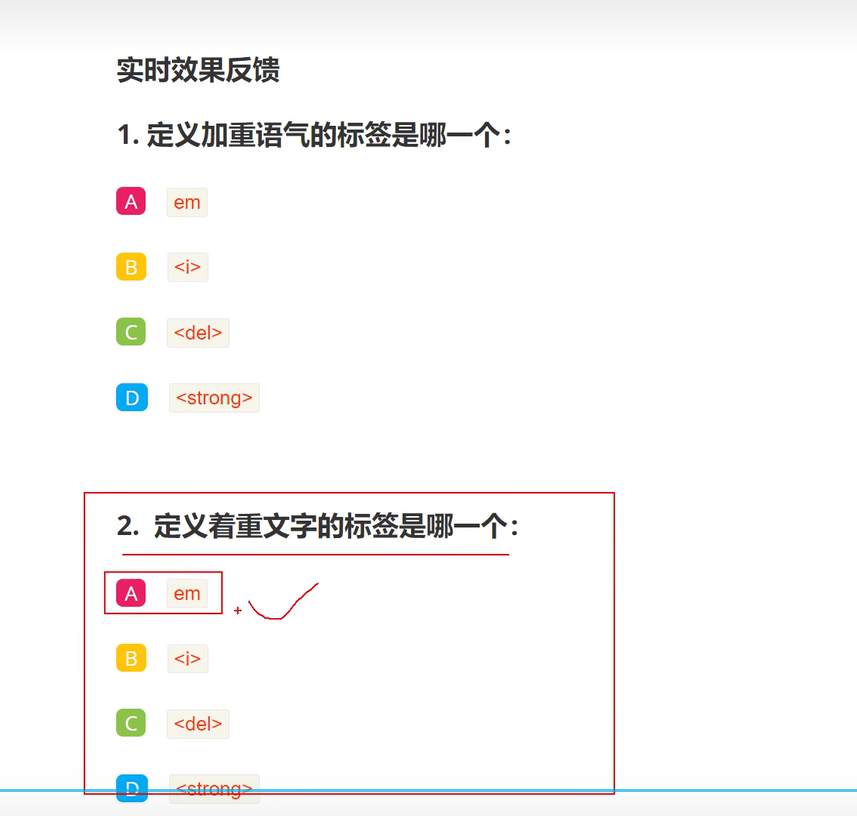 实时效果反馈
1. 定义加重语气的标签是哪一个：
A em
B <i>
C <del>
D <strong>
2. 定义着重文字的标签是哪一个：
A em
B <i>
C <del>
D <strong>